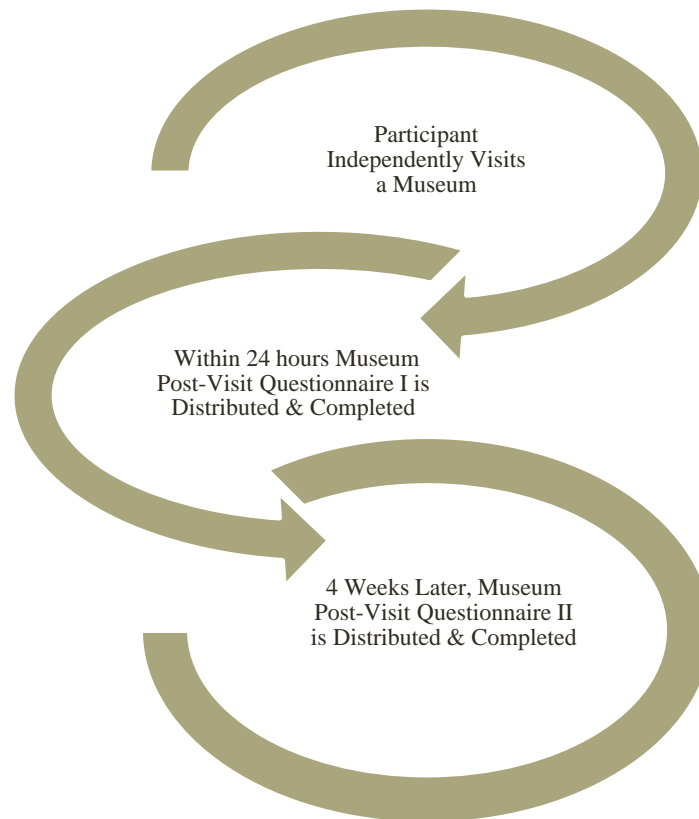 Participant
Independently Visits
a Museum
Within 24 hours Museum
Post-Visit Questionnaire I is
Distributed & Completed
4 Weeks Later, Museum
Post-Visit Questionnaire II
is Distributed & Completed